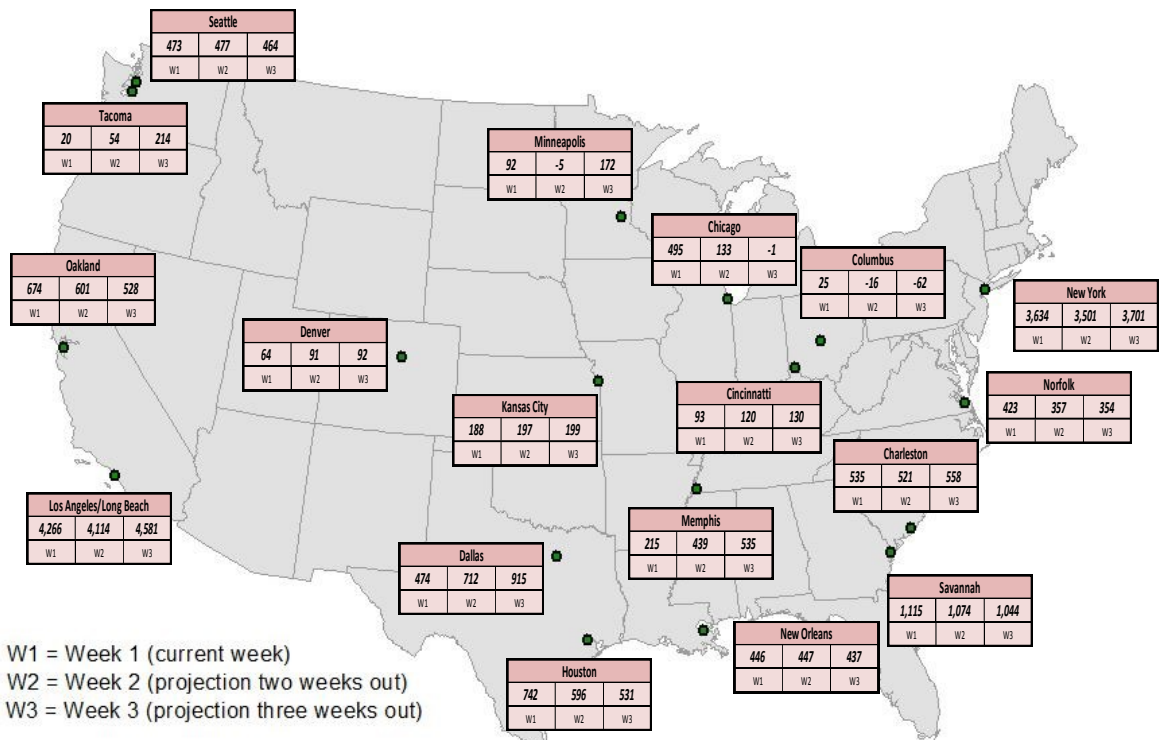 Seattle
473 477 464
W1 W2 W3
Tacoma
20 54 214
W1 W2 W3
Minneapolis
92 -5 172
W1 W2 W3
Chicago
495 133 -1
W1 W2 W3
Columbus
25 -16 -62
W1 W2 W3
Oakland
674 601 528
W1 W2 W3
New York
3,634 3,501 3,701
W1 W2 W3
Denver
64 91 92
W1 W2 W3
Norfolk
423 357 354
W1 W2 W3
Cincinnatti
93 120 130
W1 W2 W3
Kansas City
188 197 199
W1 W2 W3
Charleston
535 521 558
W1 W2 W3
Los Angeles/Long Beach
4,266 4,114 4,581
W1 W2 W3
Memphis
215 439 535
W1 W2 W3
Dallas
474 712 915
W1 W2 W3
Savannah
1,115 1,074 1,044
W1 W2 W3
New Orleans
446 447 437
W1 W2 W3
Houston
742 596 531
W1 W2 W3
W1 = Week 1 (current week)
W2 = Week 2 (projection two weeks out)
W3 = Week 3 (projection three weeks out)